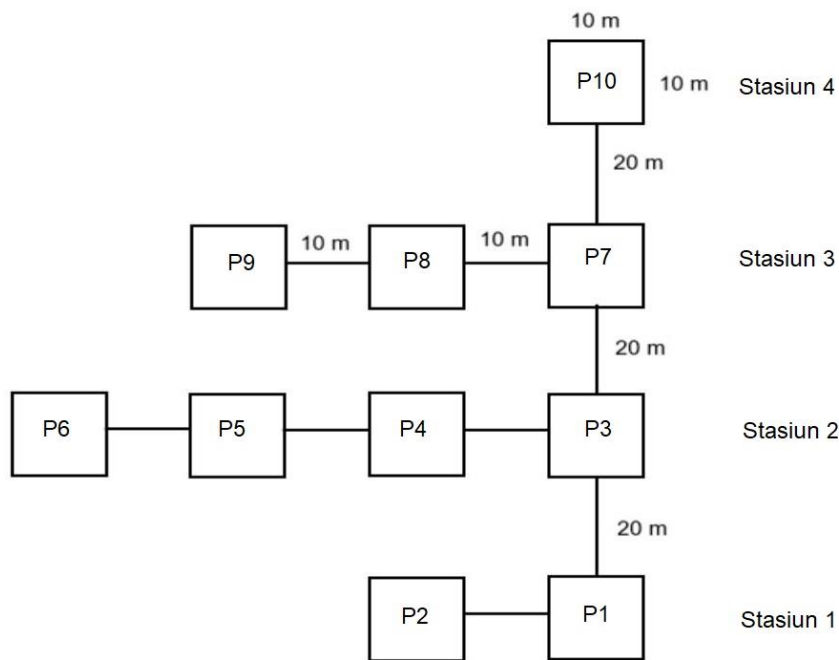 10 m
P10
10 m
Stasiun 4
20 m
P9
10 m
P8
10 m
P7
Stasiun 3
20 m
P6
P5
P4
P3
Stasiun 2
20 m
P2
P1
Stasiun 1